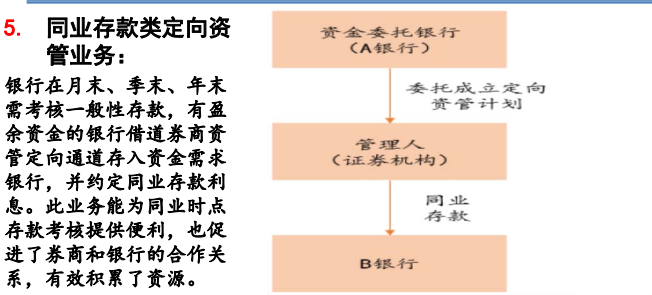 5. 同业存款类定向资
管业务：
银行在月末、季末、年末
需考核一般性存款，有盈
余资金的银行借道券商资
管定向通道存入资金需求
银行，并约定同业存款利
息。此业务能为同业时点
存款考核提供便利，也促
进了券商和银行的合作关
系，有效积累了资源。
资金委托银行
（A银行）
委托成立定向
资管计划
管理人
（证券机构）
同业
存款
B银行